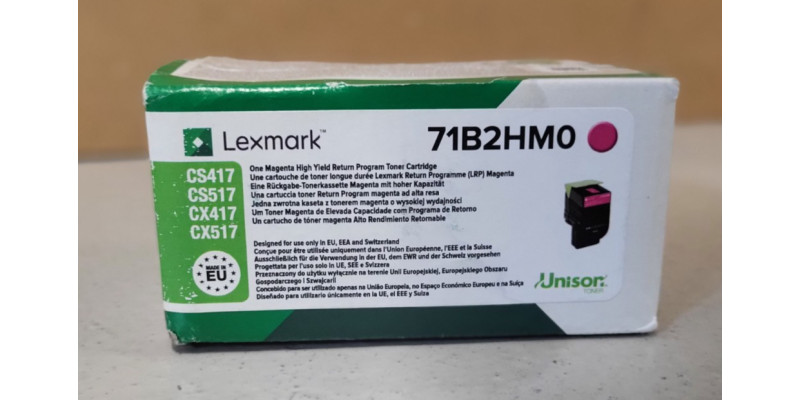 Lexmark™
71B2HM0
CS417
CS517
CX417
CX517
MADE IN
EU
One Magenta High Yield Return Program Toner Cartridge
Une cartouche de toner longue durée Lexmark Return Programme (LRP) Magenta
Eine Rückgabe-Tonerkassette Magenta mit hoher Kapazität
Una cartuccia toner Return Program magenta ad alta resa
Jedna zwrotna kaseta z tonerem magenta o wysokiej wydajności
Um Toner Magenta de Elevada Capacidade com Programa de Retorno
Un cartucho de tóner magenta Alto Rendimiento Retornable
Designed for use only in EU, EEA and Switzerland
Conçue pour être utilisée uniquement dans l'Union Européenne, l'EEE et la Suisse
Ausschließlich für die Verwendung in der EU, dem EWR und der Schweiz vorgesehen
Progettata per l'uso solo in UE, SEE e Svizzera
Przeznaczony do użytku wyłącznie na terenie Unii Europejskiej, Europejskiego Obszaru
Gospodarczego i Szwajcarii
Concebido para ser utilizado apenas na União Europeia, no Espaço Económico Europeu e na Suíça
Diseñado para utilizarlo únicamente en la UE, el EEE y Suiza
Unison
TONER